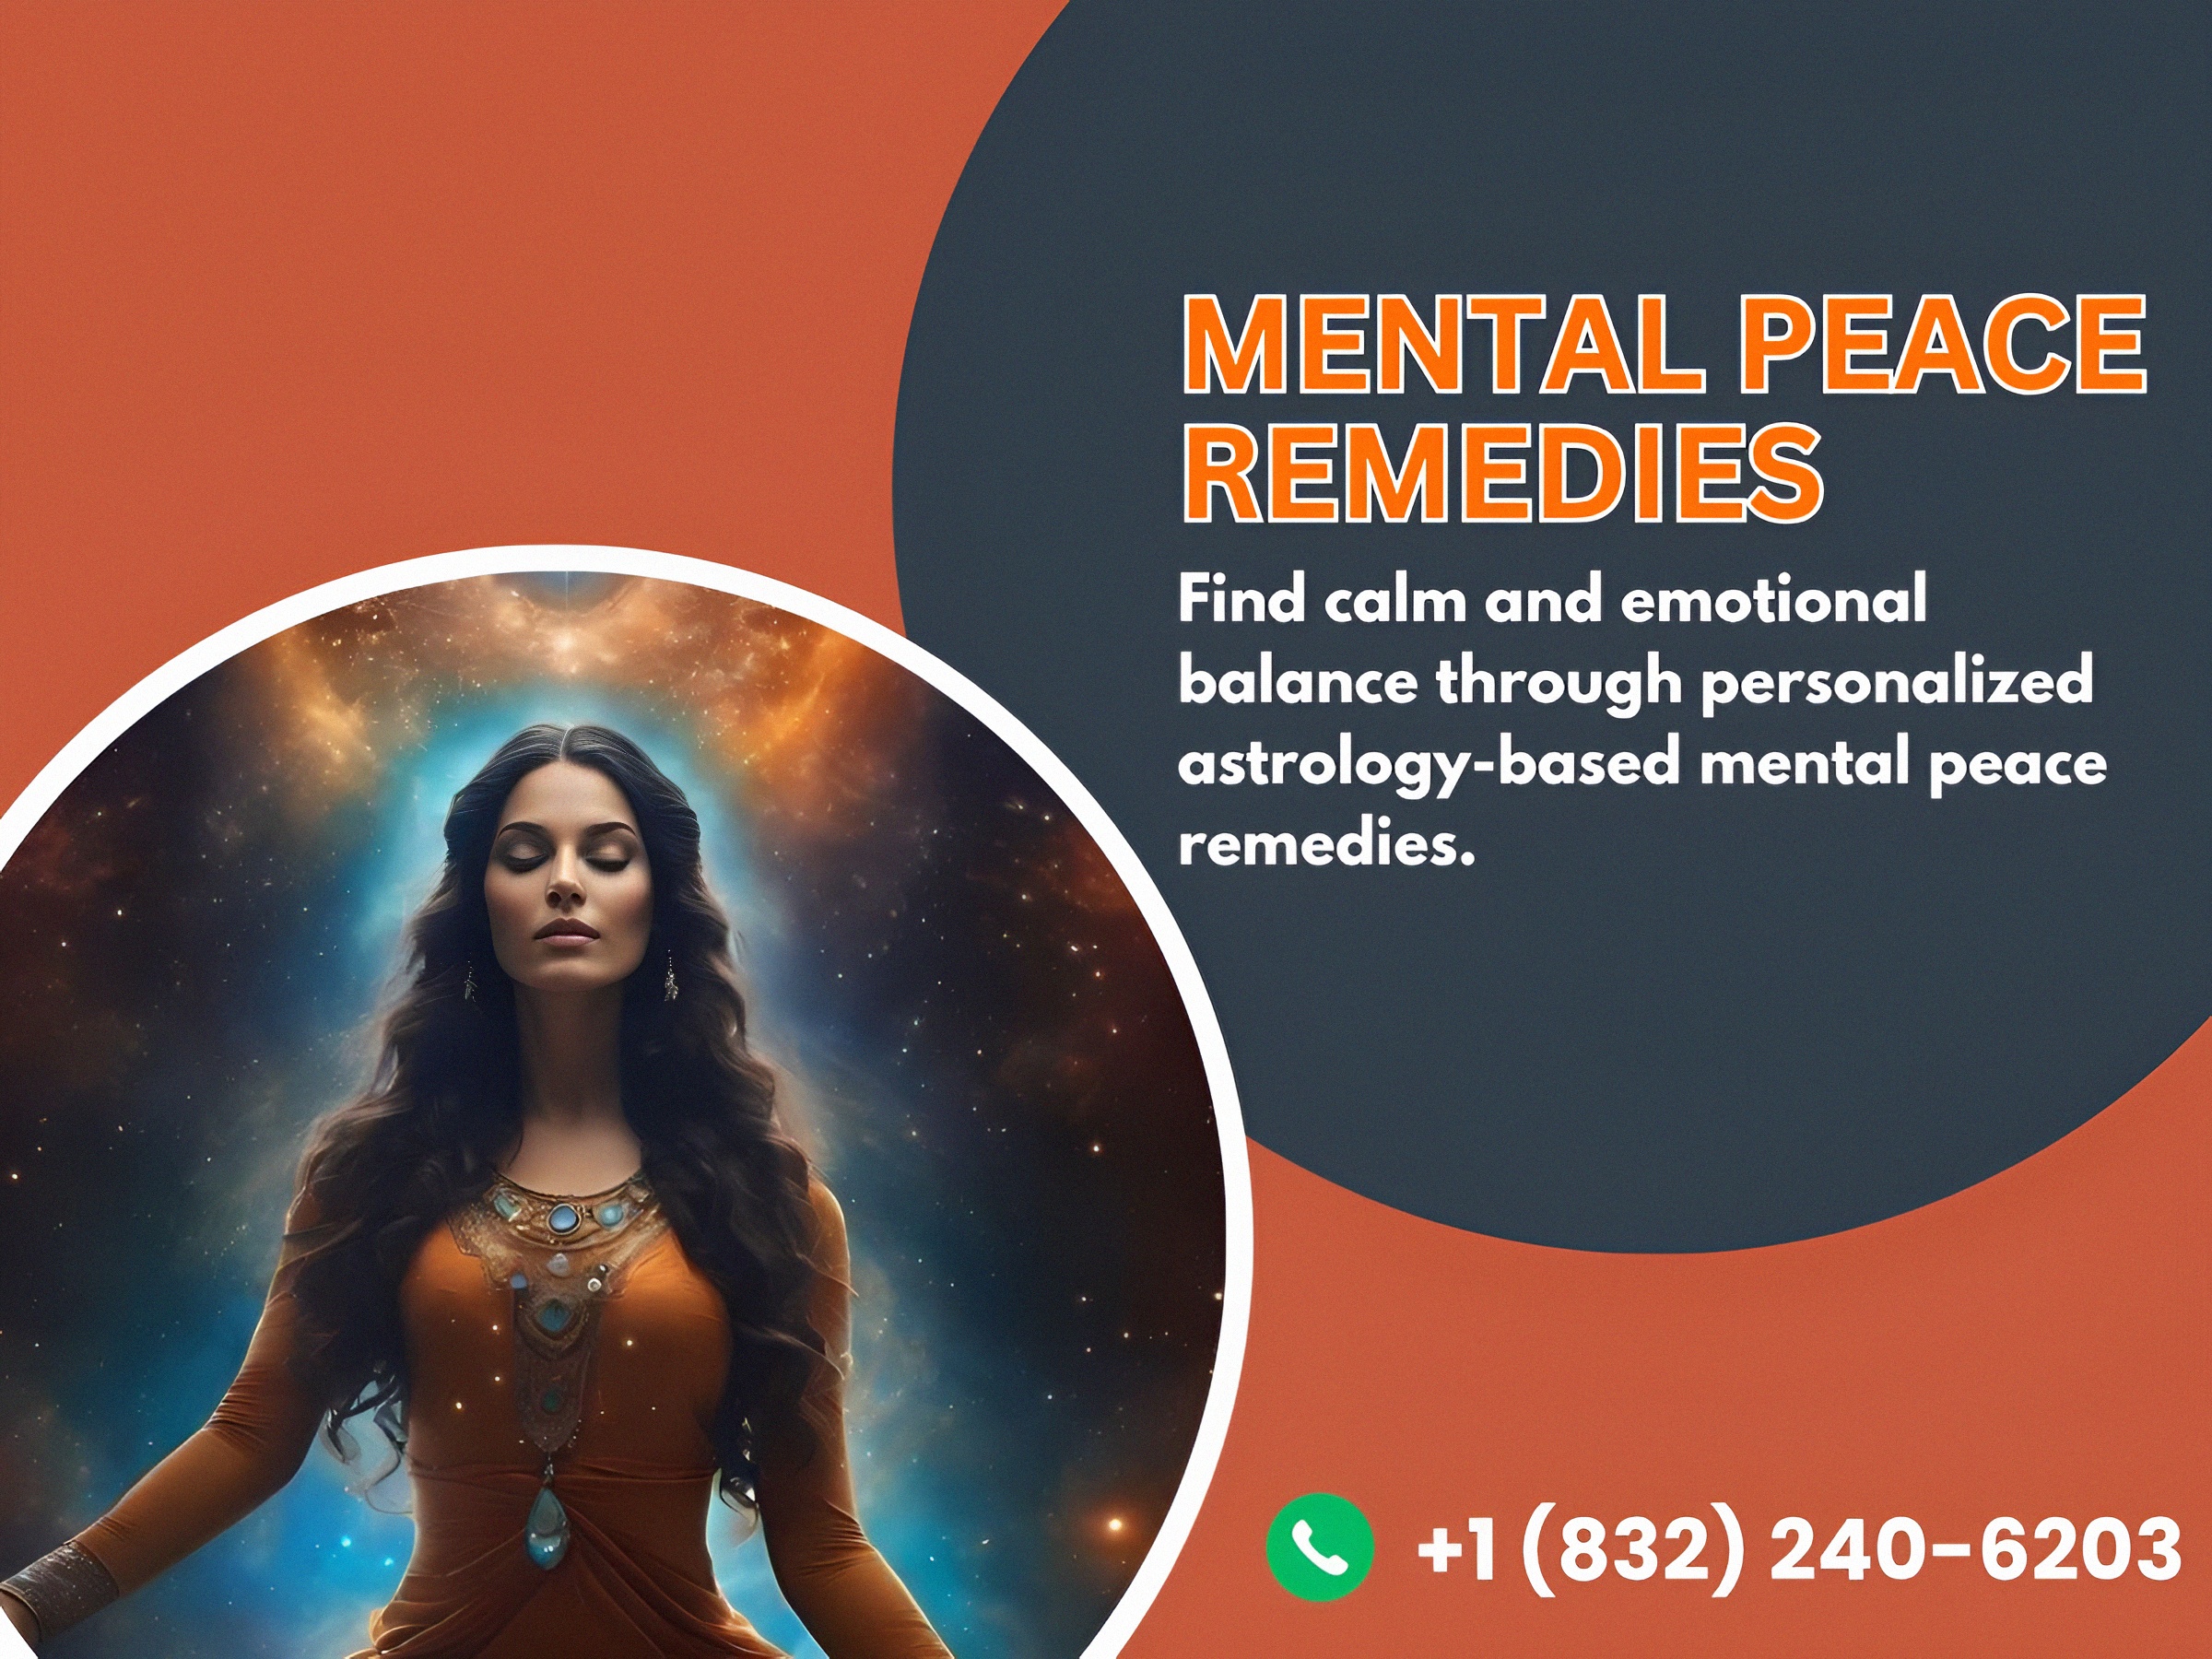 MENTAL PEACE
REMEDIES
Find calm and emotional
balance through personalized
astrology-based mental peace
remedies.
+1 (832) 240-6203